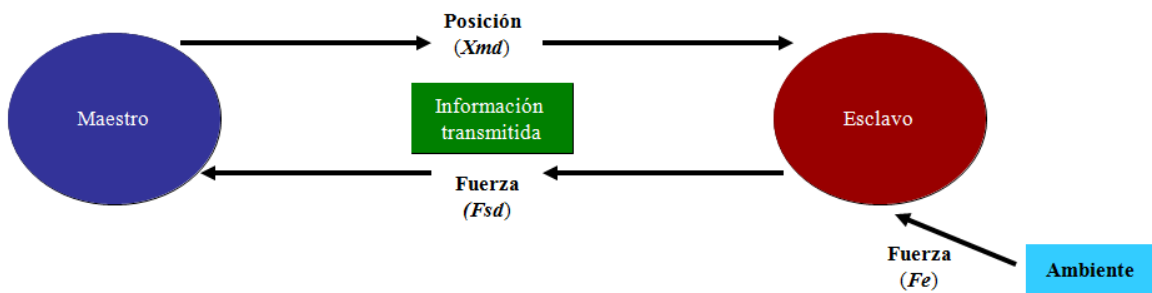 Posición
(Xmd)
Maestro
Información
transmitida
Esclavo
Fuerza
(Fsd)
Fuerza
(Fe)
Ambiente